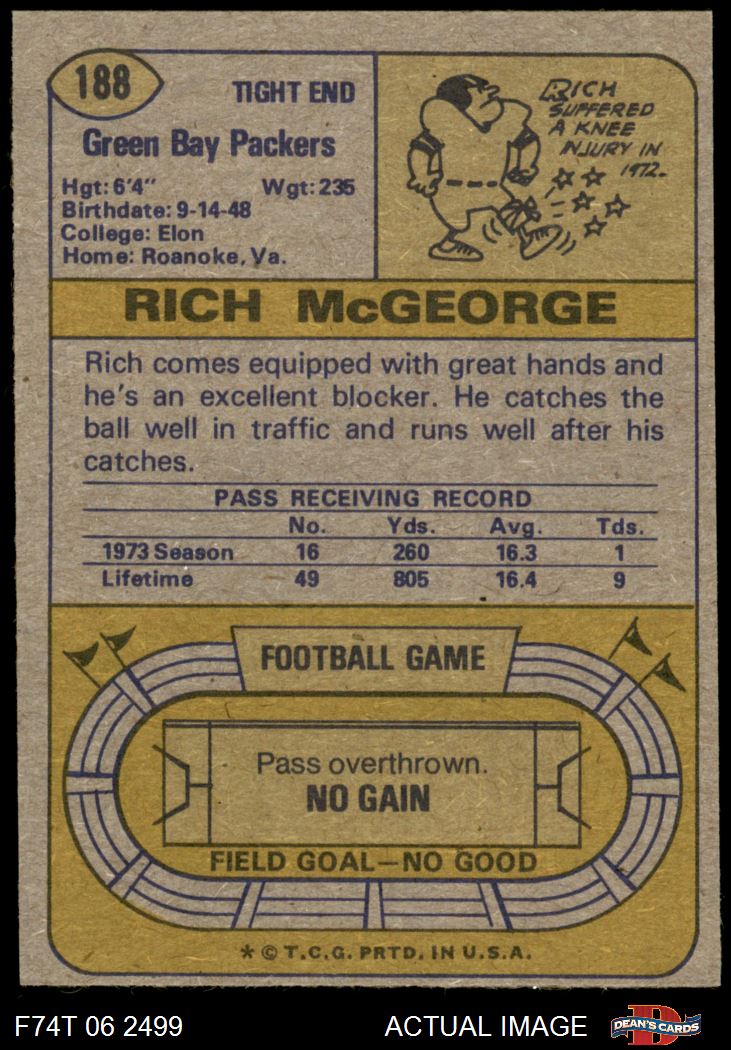 188
TIGHT END
Green Bay Packers
Hgt: 6'4" Wgt: 235
Birthdate: 9-14-48
College: Elon
Home: Roanoke, Va.
RICH
SUFFERED
A KNEE
INJURY IN
1972.
RICH McGEORGE
Rich comes equipped with great hands and
he's an excellent blocker. He catches the
ball well in traffic and runs well after his
catches.
PASS RECEIVING RECORD
No. Yds. Avg. Tds.
1973 Season 16 260 16.3 1
Lifetime 49 805 16.4 9
FOOTBALL GAME
Pass overthrown.
NO GAIN
FIELD GOAL—NO GOOD
* © T.C.G. PRTD. IN U.S.A.
F74T 06 2499 ACTUAL IMAGE
D
DEAN'S CARDS